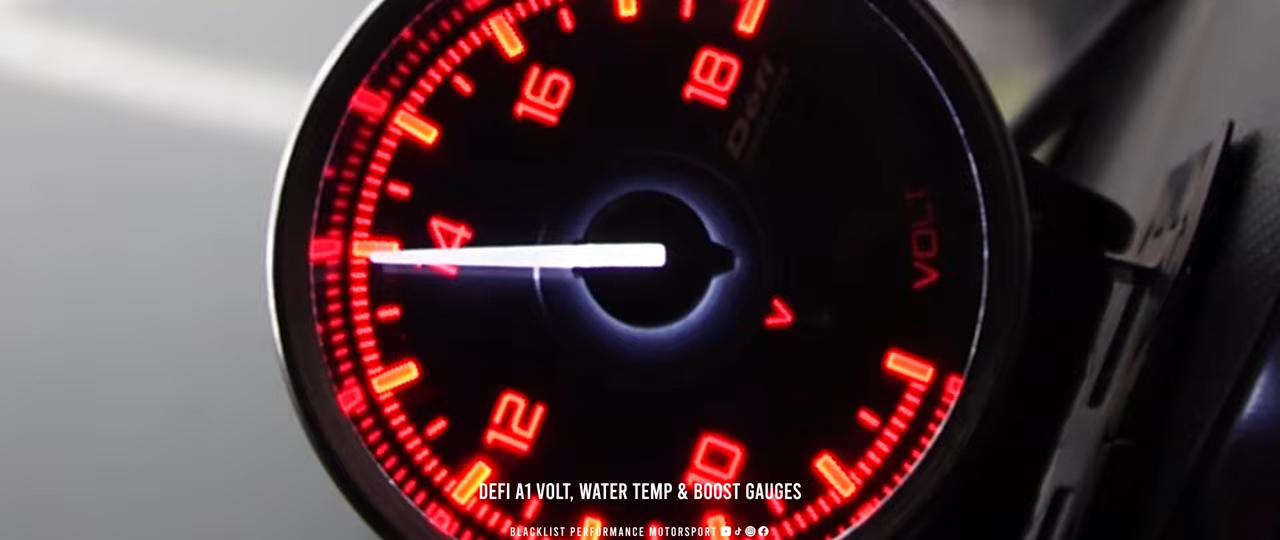 16
18
Defi
14
VOLT
V
12
10
DEFI A1 VOLT, WATER TEMP & BOOST GAUGES
BLACKLIST PERFORMANCE MOTORSPORT